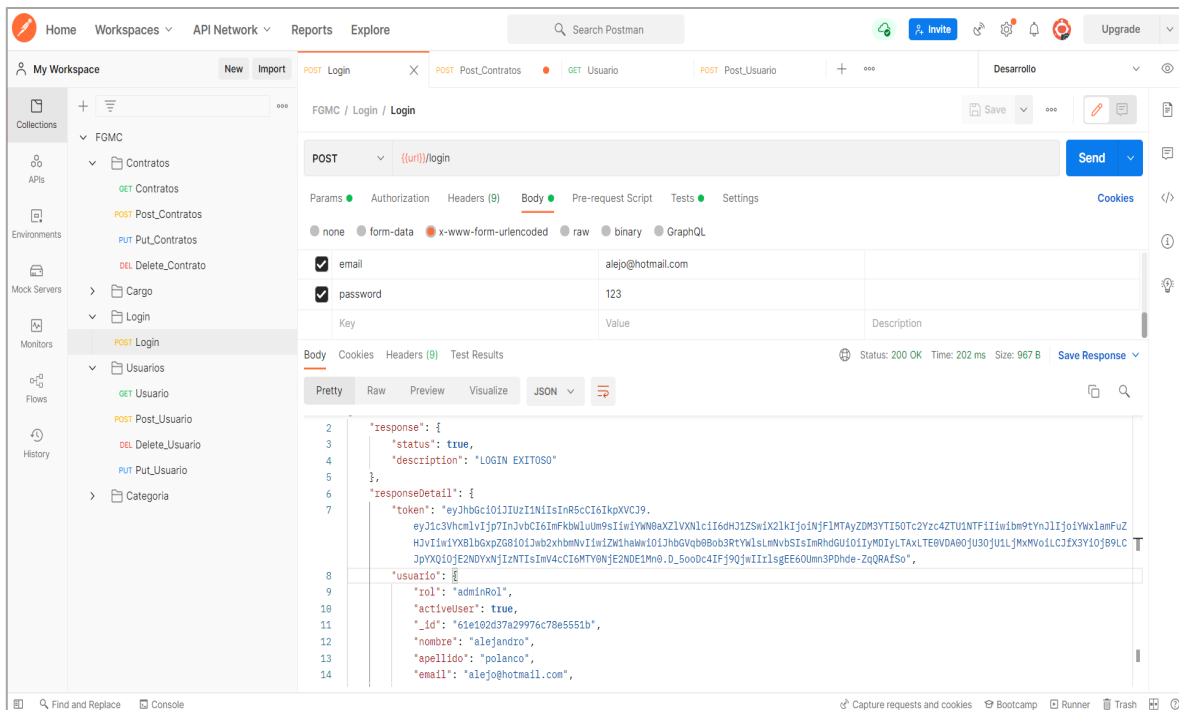 Home Workspaces API Network Reports Explore Search Postman Invite Upgrade
My Workspace New Import POST Login POST Post_Contratos GET Usuario POST Post_Usuario Desarrollo
Collections
APIs
Environments
Mock Servers
Monitors
Flows
History
FGMC
Contratos
GET Contratos
POST Post_Contratos
PUT Put_Contratos
DEL Delete_Contrato
Cargo
Login
POST Login
Usuarios
GET Usuario
POST Post_Usuario
DEL Delete_Usuario
PUT Put_Usuario
Categoria
FGMC / Login / Login Save
POST {{url}}/login Send
Params Authorization Headers (9) Body Pre-request Script Tests Settings Cookies
none form-data x-www-form-urlencoded raw binary GraphQL
email alejo@hotmail.com
password 123
Key Value Description
Body Cookies Headers (9) Test Results Status: 200 OK Time: 202 ms Size: 967 B Save Response
Pretty Raw Preview Visualize JSON
2 "response": {
3 "status": true,
4 "description": "LOGIN EXITOSO"
5 },
6 "responseDetail": {
7 "token": "eyJhbGciOiJIUzI1NiIsInR5cCI6IkpXVCJ9.
8 "usuario": {
9 "rol": "adminRol",
10 "activeUser": true,
11 "_id": "61e102d37a29976c78e5551b",
12 "nombre": "alejandro",
13 "apellido": "polanco",
14 "email": "alejo@hotmail.com",
Find and Replace Console Capture requests and cookies Bootcamp Runner Trash